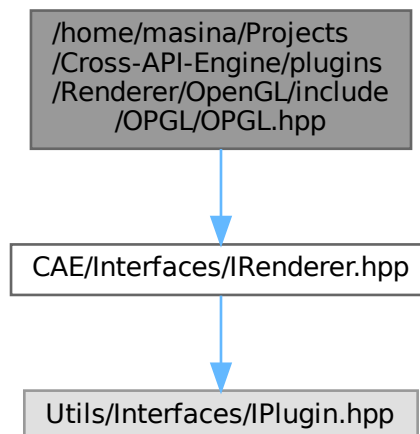 /home/masina/Projects
/Cross-API-Engine/plugins
/Renderer/OpenGL/include
/OPGL/OPGL.hpp
CAE/Interfaces/IRenderer.hpp
Utils/Interfaces/IPlugin.hpp